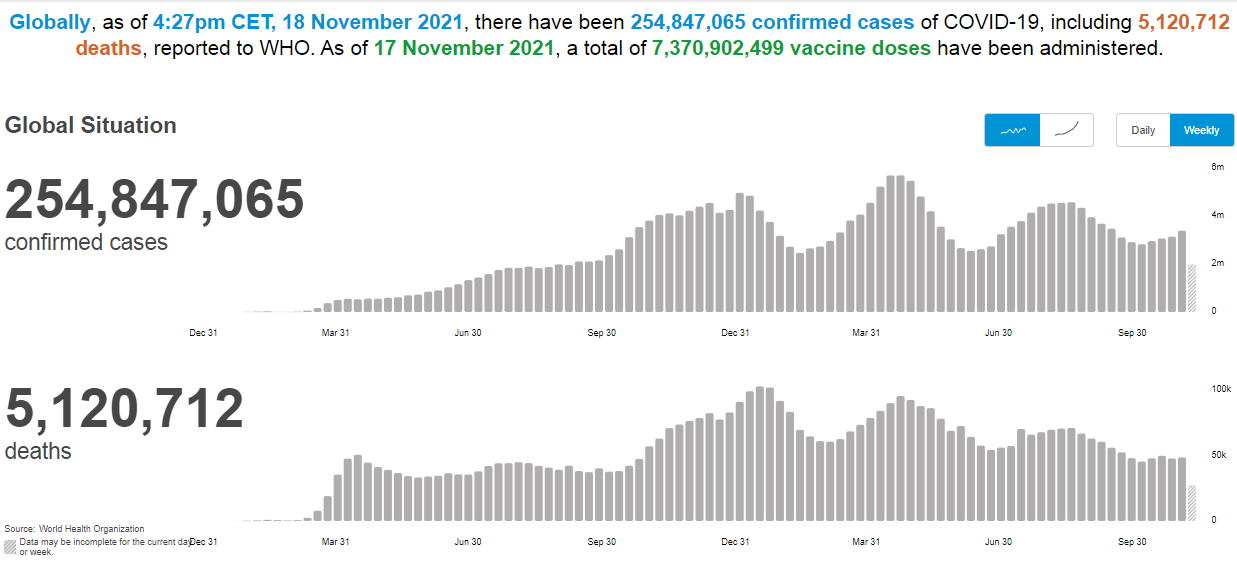 Globally, as of 4:27pm CET, 18 November 2021, there have been 254,847,065 confirmed cases of COVID-19, including 5,120,712
deaths, reported to WHO. As of 17 November 2021, a total of 7,370,902,499 vaccine doses have been administered.
Global Situation
Daily
Weekly
254,847,065
confirmed cases
6m
4m
2m
0
Dec 31
Mar 31
Jun 30
Sep 30
Dec 31
Mar 31
Jun 30
Sep 30
5,120,712
deaths
100k
50k
0
Source: World Health Organization
Data may be incomplete for the current day
or week.
Dec 31
Mar 31
Jun 30
Sep 30
Dec 31
Mar 31
Jun 30
Sep 30